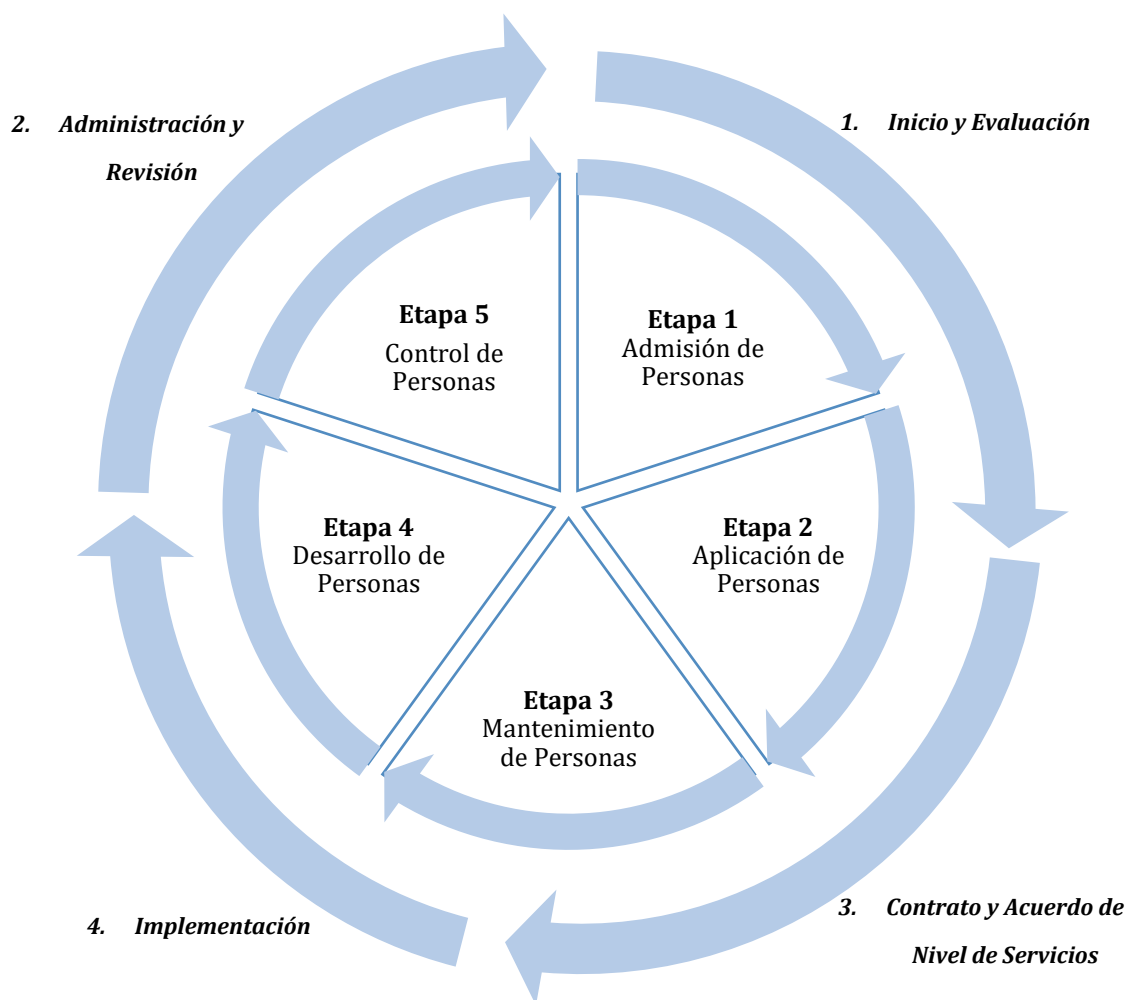 2. Administración y
Revisión
1. Inicio y Evaluación
Etapa 5
Control de
Personas
Etapa 1
Admisión de
Personas
Etapa 4
Desarrollo de
Personas
Etapa 2
Aplicación de
Personas
Etapa 3
Mantenimiento
de Personas
4. Implementación
3. Contrato y Acuerdo de
Nivel de Servicios